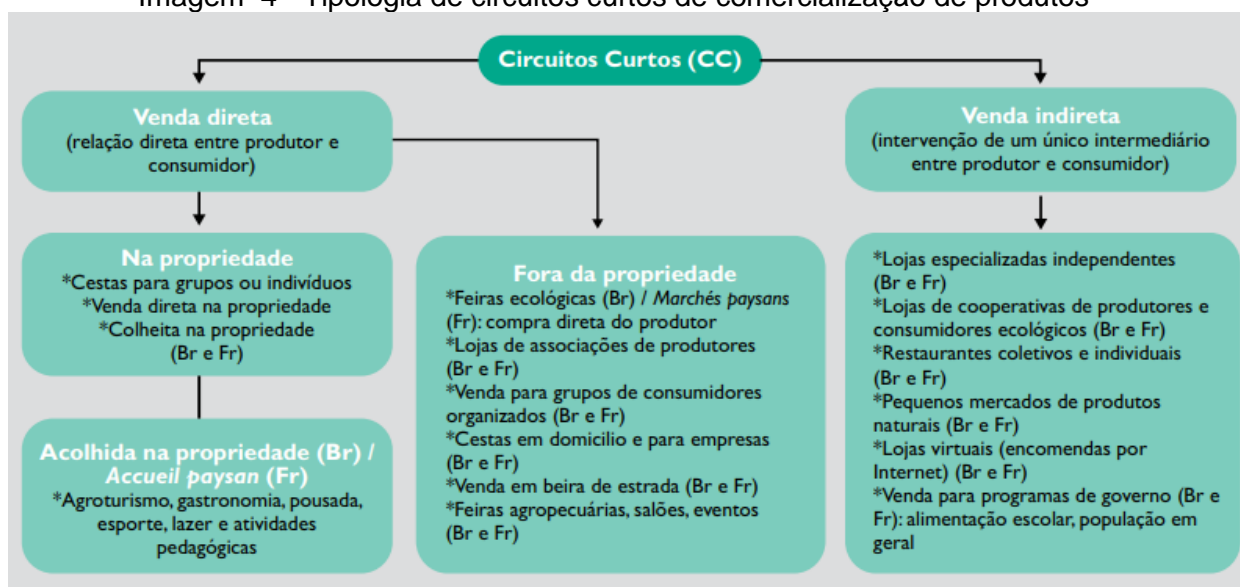 Imagem 4 – Tipologia de circuitos curtos de comercialização de produtos
Circuitos Curtos (CC)
Venda direta
(relação direta entre produtor e
consumidor)
Venda indireta
(intervenção de um único intermediário
entre produtor e consumidor)
Na propriedade
*Cestas para grupos ou indivíduos
*Venda direta na propriedade
*Colheita na propriedade
(Br e Fr)
Acolhida na propriedade (Br) /
Accueil paysan (Fr)
*Agroturismo, gastronomia, pousada,
esporte, lazer e atividades
pedagógicas
Fora da propriedade
*Feiras ecológicas (Br) / Marchés paysans
(Fr): compra direta do produtor
*Lojas de associações de produtores
(Br e Fr)
*Venda para grupos de consumidores
organizados (Br e Fr)
*Cestas em domicilio e para empresas
(Br e Fr)
*Venda em beira de estrada (Br e Fr)
*Feiras agropecuárias, salões, eventos
(Br e Fr)
*Lojas especializadas independentes
(Br e Fr)
*Lojas de cooperativas de produtores e
consumidores ecológicos (Br e Fr)
*Restaurantes coletivos e individuais
(Br e Fr)
*Pequenos mercados de produtos
naturais (Br e Fr)
*Lojas virtuais (encomendas por
Internet) (Br e Fr)
*Venda para programas de governo (Br e
Fr): alimentação escolar, população em
geral